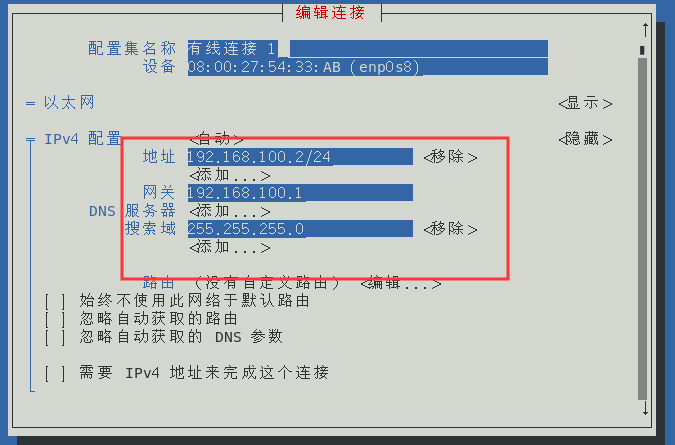 编辑连接
配置集名称 有线连接 1
设备 08:00:27:54:33:AB (enp0s8)
= 以太网 <显示>
IPv4 配置 <自动> <隐藏>
地址 192.168.100.2/24 <移除>
<添加...>
网关 192.168.100.1
DNS 服务器 <添加...>
搜索域 255.255.255.0 <移除>
<添加...>
路由 (没有自定义路由) <编辑...>
[ ] 始终不使用此网络于默认路由
[ ] 忽略自动获取的路由
[ ] 忽略自动获取的 DNS 参数
[ ] 需要 IPv4 地址来完成这个连接